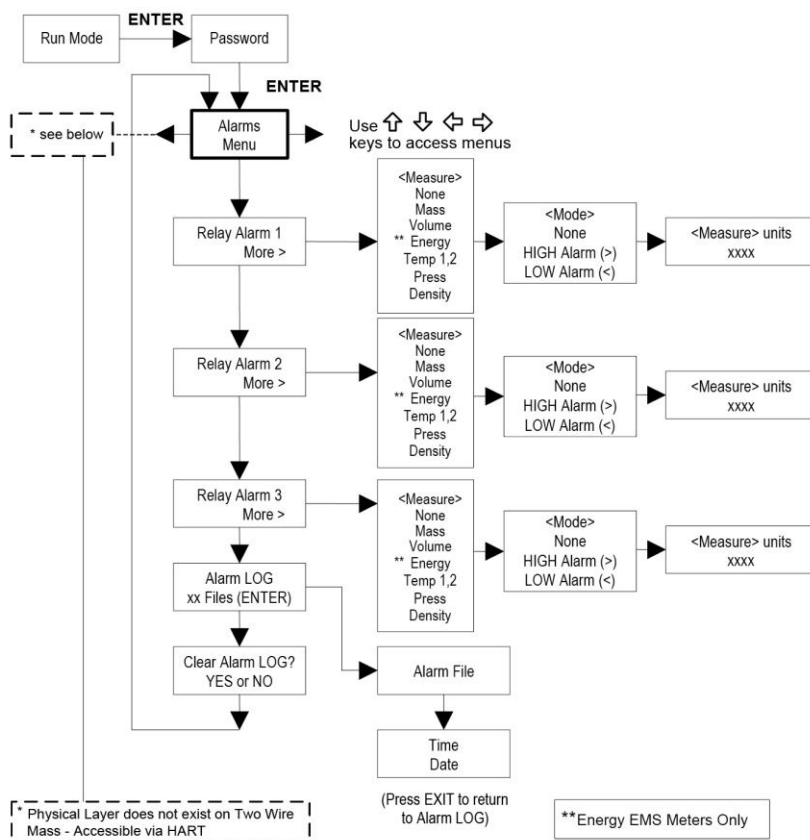 ENTER
Run Mode
Password
ENTER
* see below
Alarms
Menu
Use
keys to access menus
Relay Alarm 1
More >
<Measure>
None
Mass
Volume
** Energy
Temp 1,2
Press
Density
<Mode>
None
HIGH Alarm (>)
LOW Alarm (<)
<Measure> units
xxxx
Relay Alarm 2
More >
<Measure>
None
Mass
Volume
** Energy
Temp 1,2
Press
Density
<Mode>
None
HIGH Alarm (>)
LOW Alarm (<)
<Measure> units
xxxx
Relay Alarm 3
More >
<Measure>
None
Mass
Volume
** Energy
Temp 1,2
Press
Density
<Mode>
None
HIGH Alarm (>)
LOW Alarm (<)
<Measure> units
xxxx
Alarm LOG
xx Files (ENTER)
Clear Alarm LOG?
YES or NO
Alarm File
Time
Date
(Press EXIT to return
to Alarm LOG)
* Physical Layer does not exist on Two Wire
Mass - Accessible via HART
**Energy EMS Meters Only